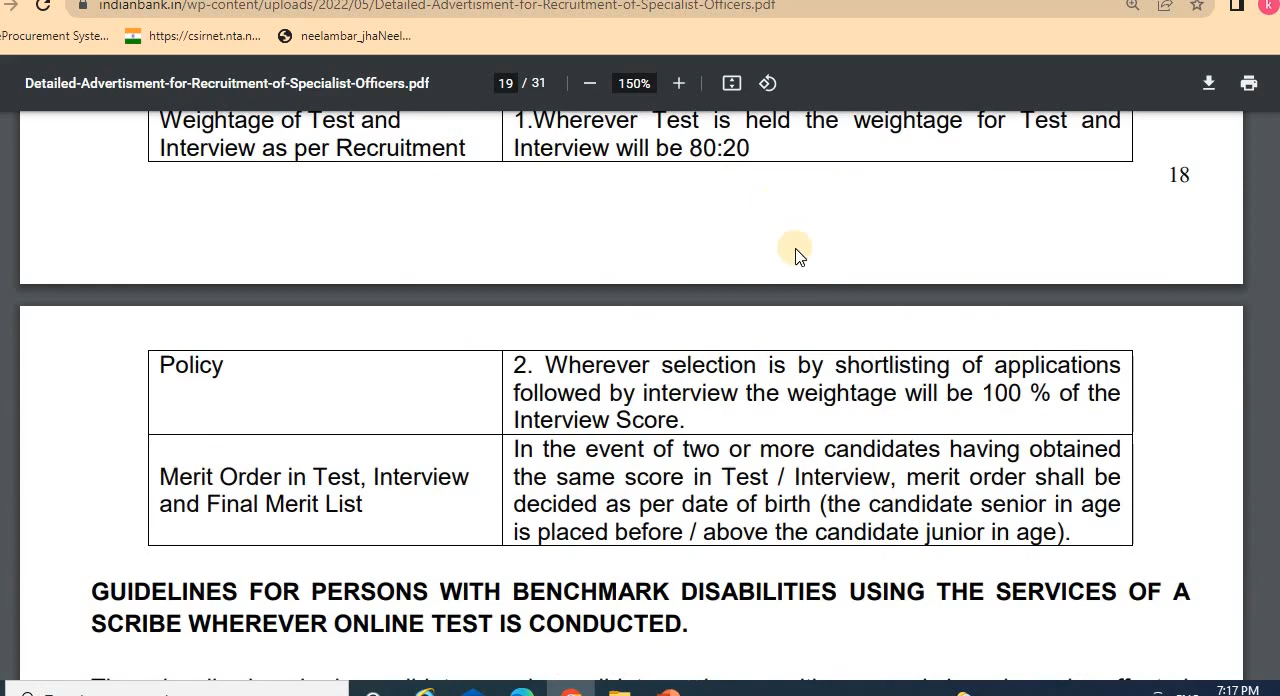 indianbank.in/wp-content/uploads/2022/05/Detailed-Advertisment-for-Recruitment-of-Specialist-Officers.pdf
k
eProcurement Syste...
https://csirnet.nta.n...
neelambar_jhaNeel...
Detailed-Advertisment-for-Recruitment-of-Specialist-Officers.pdf
19 / 31
150%
Weightage of Test and
Interview as per Recruitment
1.Wherever Test is held the weightage for Test and
Interview will be 80:20
18
Policy
2. Wherever selection is by shortlisting of applications
followed by interview the weightage will be 100 % of the
Interview Score.
Merit Order in Test, Interview
and Final Merit List
In the event of two or more candidates having obtained
the same score in Test / Interview, merit order shall be
decided as per date of birth (the candidate senior in age
is placed before / above the candidate junior in age).
GUIDELINES FOR PERSONS WITH BENCHMARK DISABILITIES USING THE SERVICES OF A
SCRIBE WHEREVER ONLINE TEST IS CONDUCTED.
7:17 PM